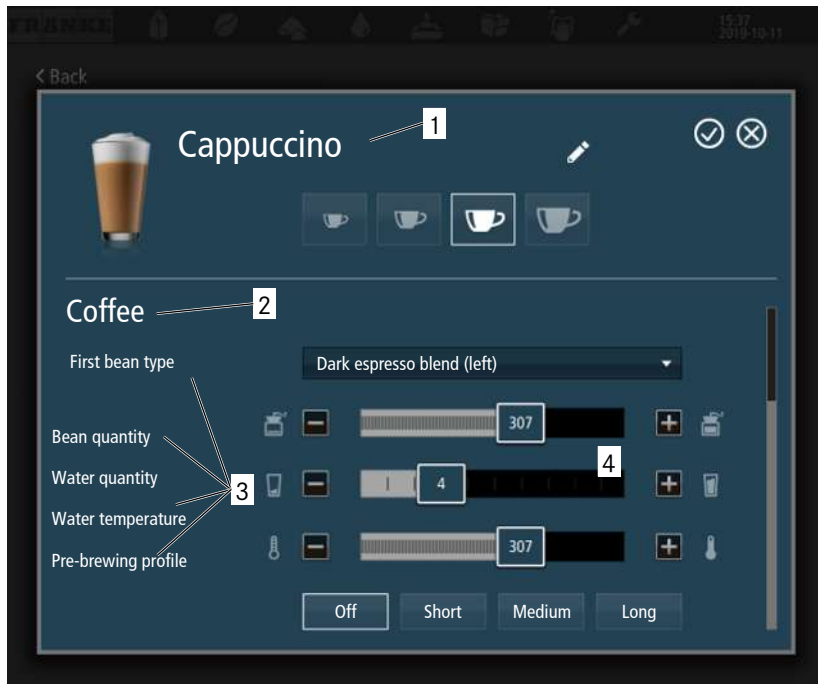 FRANKE
15:37
2019-10-11
< Back
Cappuccino
1
Coffee
2
First bean type
Dark espresso blend (left)
307
Bean quantity
Water quantity
3
4
4
Water temperature
307
Pre-brewing profile
Off
Short
Medium
Long